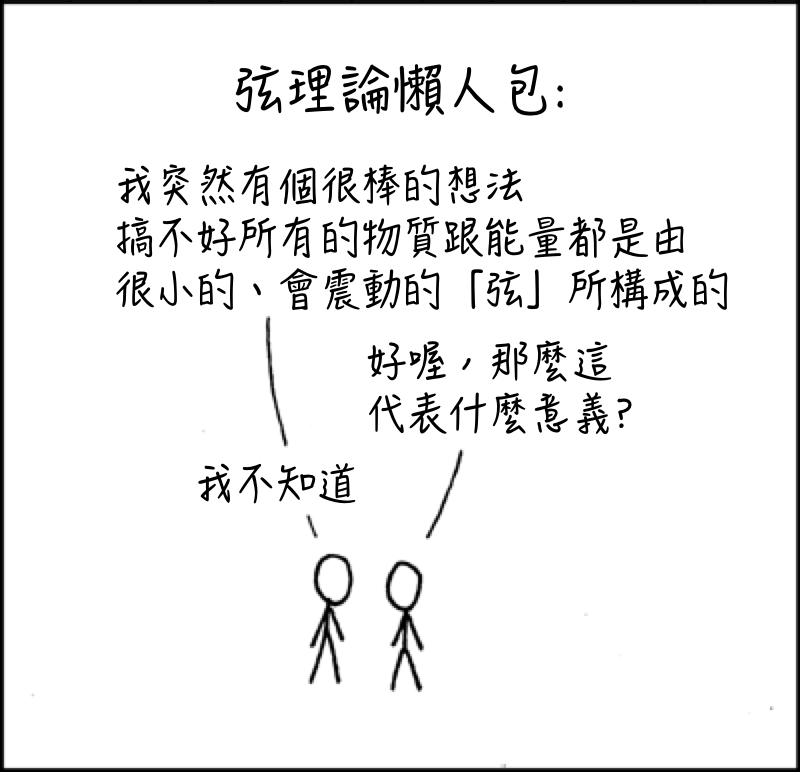 弦理論懶人包:
我突然有個很棒的想法
搞不好所有的物質跟能量都是由
很小的、會震動的「弦」所構成的
好喔，那麼這
代表什麼意義?
我不知道